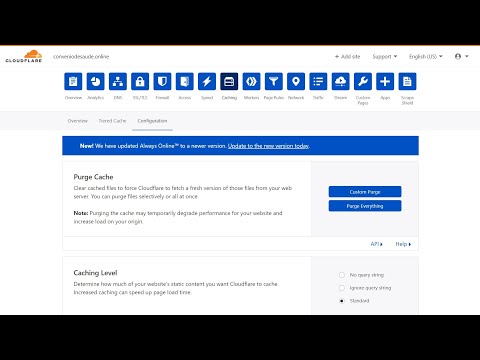 CLOUDFLARE
conveniodesaude.online
+ Add site
Support
English (US)
Overview
Analytics
DNS
SSL/TLS
Firewall
Access
Speed
Caching
Workers
Page Rules
Network
Traffic
Stream
Custom Pages
Apps
Scrape Shield
Overview
Tiered Cache
Configuration
New! We have updated Always Online™ to a newer version. Update to the new version today.
Purge Cache
Clear cached files to force Cloudflare to fetch a fresh version of those files from your web
server. You can purge files selectively or all at once.
Note: Purging the cache may temporarily degrade performance for your website and
increase load on your origin.
Custom Purge
Purge Everything
API
Help
Caching Level
Determine how much of your website's static content you want Cloudflare to cache.
Increased caching can speed up page load time.
No query string
Ignore query string
Standard